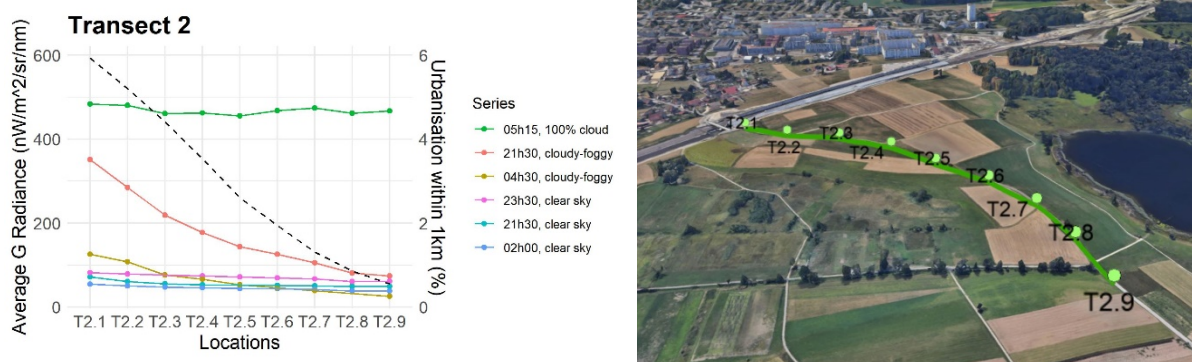 Transect 2
Average G Radiance (nW/m^2/sr/nm)
600
400
200
0
6
4
2
0
Urbanisation within 1km (%)
T2.1 T2.2 T2.3 T2.4 T2.5 T2.6 T2.7 T2.8 T2.9
Locations
Series
05h15, 100% cloud
21h30, cloudy-foggy
04h30, cloudy-foggy
23h30, clear sky
21h30, clear sky
02h00, clear sky
T2.1
T2.2
T2.3
T2.4
T2.5
T2.6
T2.7
T2.8
T2.9